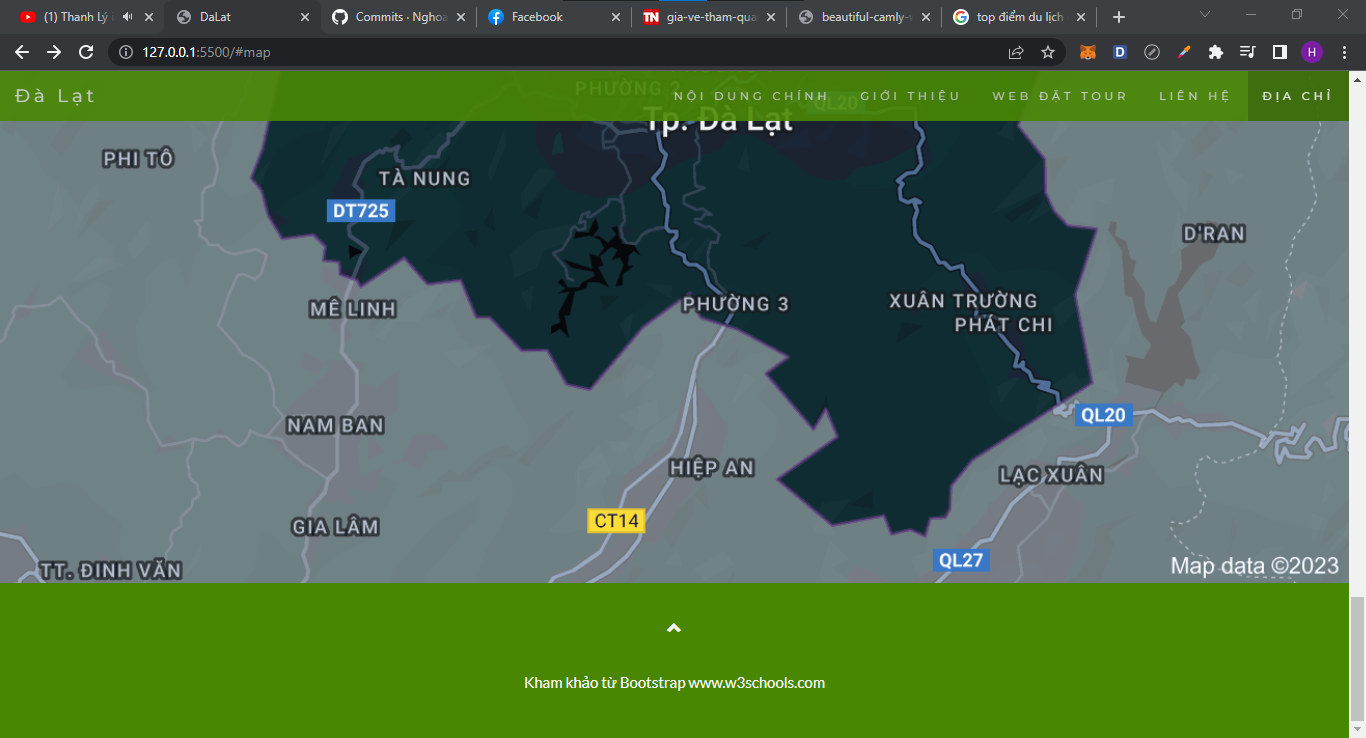 (1) Thanh Lý
DaLat
Commits · Nghoa
Facebook
TN
gia-ve-tham-qua
beautiful-camly-
top điểm du lịch
127.0.0.1:5500/#map
D
H
Đà Lạt
NỘI DUNG CHÍNH
GIỚI THIỆU
WEB ĐẶT TOUR
LIÊN HỆ
ĐỊA CHỈ
PHƯỜNG 2
QL20
Tp. Đà Lạt
PHI TÔ
TÀ NUNG
DT725
D'RAN
MÊ LINH
PHƯỜNG 3
XUÂN TRƯỜNG
PHÁT CHI
NAM BAN
QL20
HIỆP AN
LẠC XUÂN
GIA LÂM
CT14
TT. ĐINH VĂN
QL27
Map data ©2023
Kham khảo từ Bootstrap www.w3schools.com